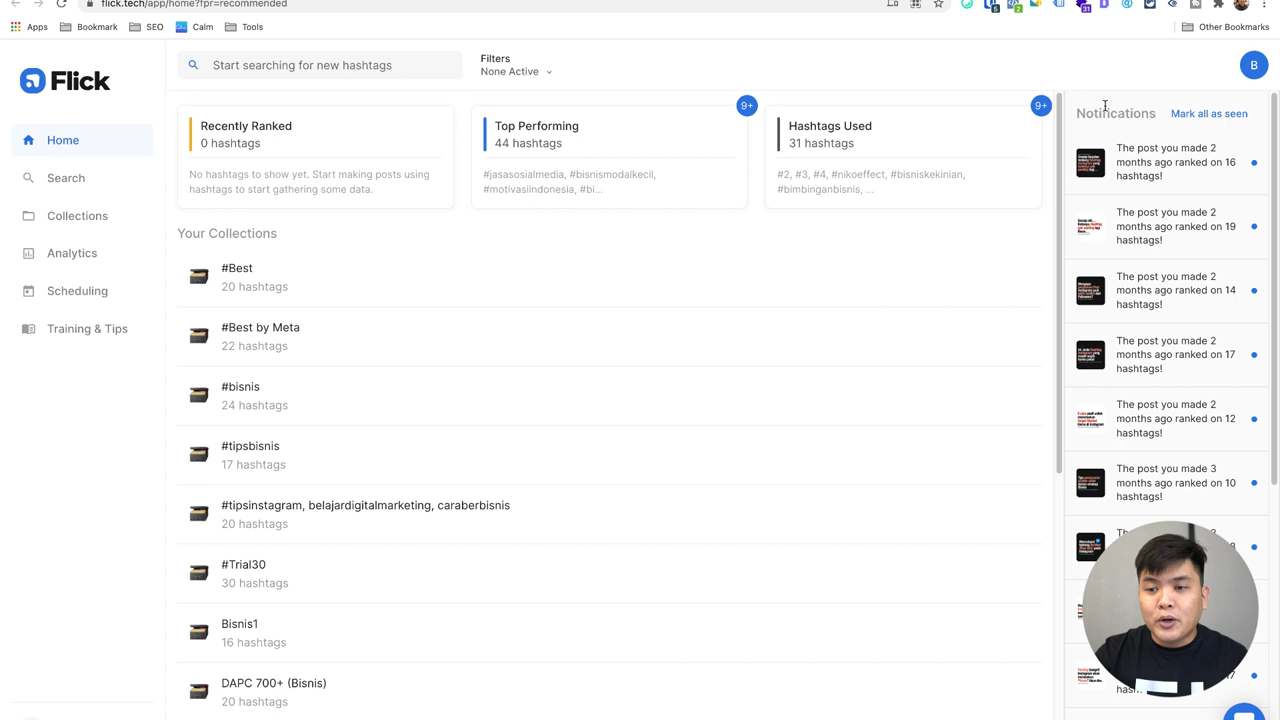 flick.tech/app/home?fpr=recommended
Apps
Bookmark
SEO
Calm
Tools
Other Bookmarks
Flick
Start searching for new hashtags
Filters
None Active
B
Home
Search
Collections
Analytics
Scheduling
Training & Tips
Recently Ranked
0 hashtags
No hashtags to show yet. Start making posts using
hashtags to start gathering some data.
9+
Top Performing
44 hashtags
#jasasosialmedia, #bisnismodalkecil,
#motivasiindonesia, #bi...
9+
Hashtags Used
31 hashtags
#2, #3, #4, #nikoeffect, #bisniskekinian,
#bimbinganbisnis, ...
Your Collections
#Best
20 hashtags
#Best by Meta
22 hashtags
#bisnis
24 hashtags
#tipsbisnis
17 hashtags
#tipsinstagram, belajardigitalmarketing, caraberbisnis
20 hashtags
#Trial30
30 hashtags
Bisnis1
16 hashtags
DAPC 700+ (Bisnis)
20 hashtags
Notifications
Mark all as seen
The post you made 2
months ago ranked on 16
hashtags!
The post you made 2
months ago ranked on 19
hashtags!
The post you made 2
months ago ranked on 14
hashtags!
The post you made 2
months ago ranked on 17
hashtags!
The post you made 2
months ago ranked on 12
hashtags!
The post you made 3
months ago ranked on 10
hashtags!